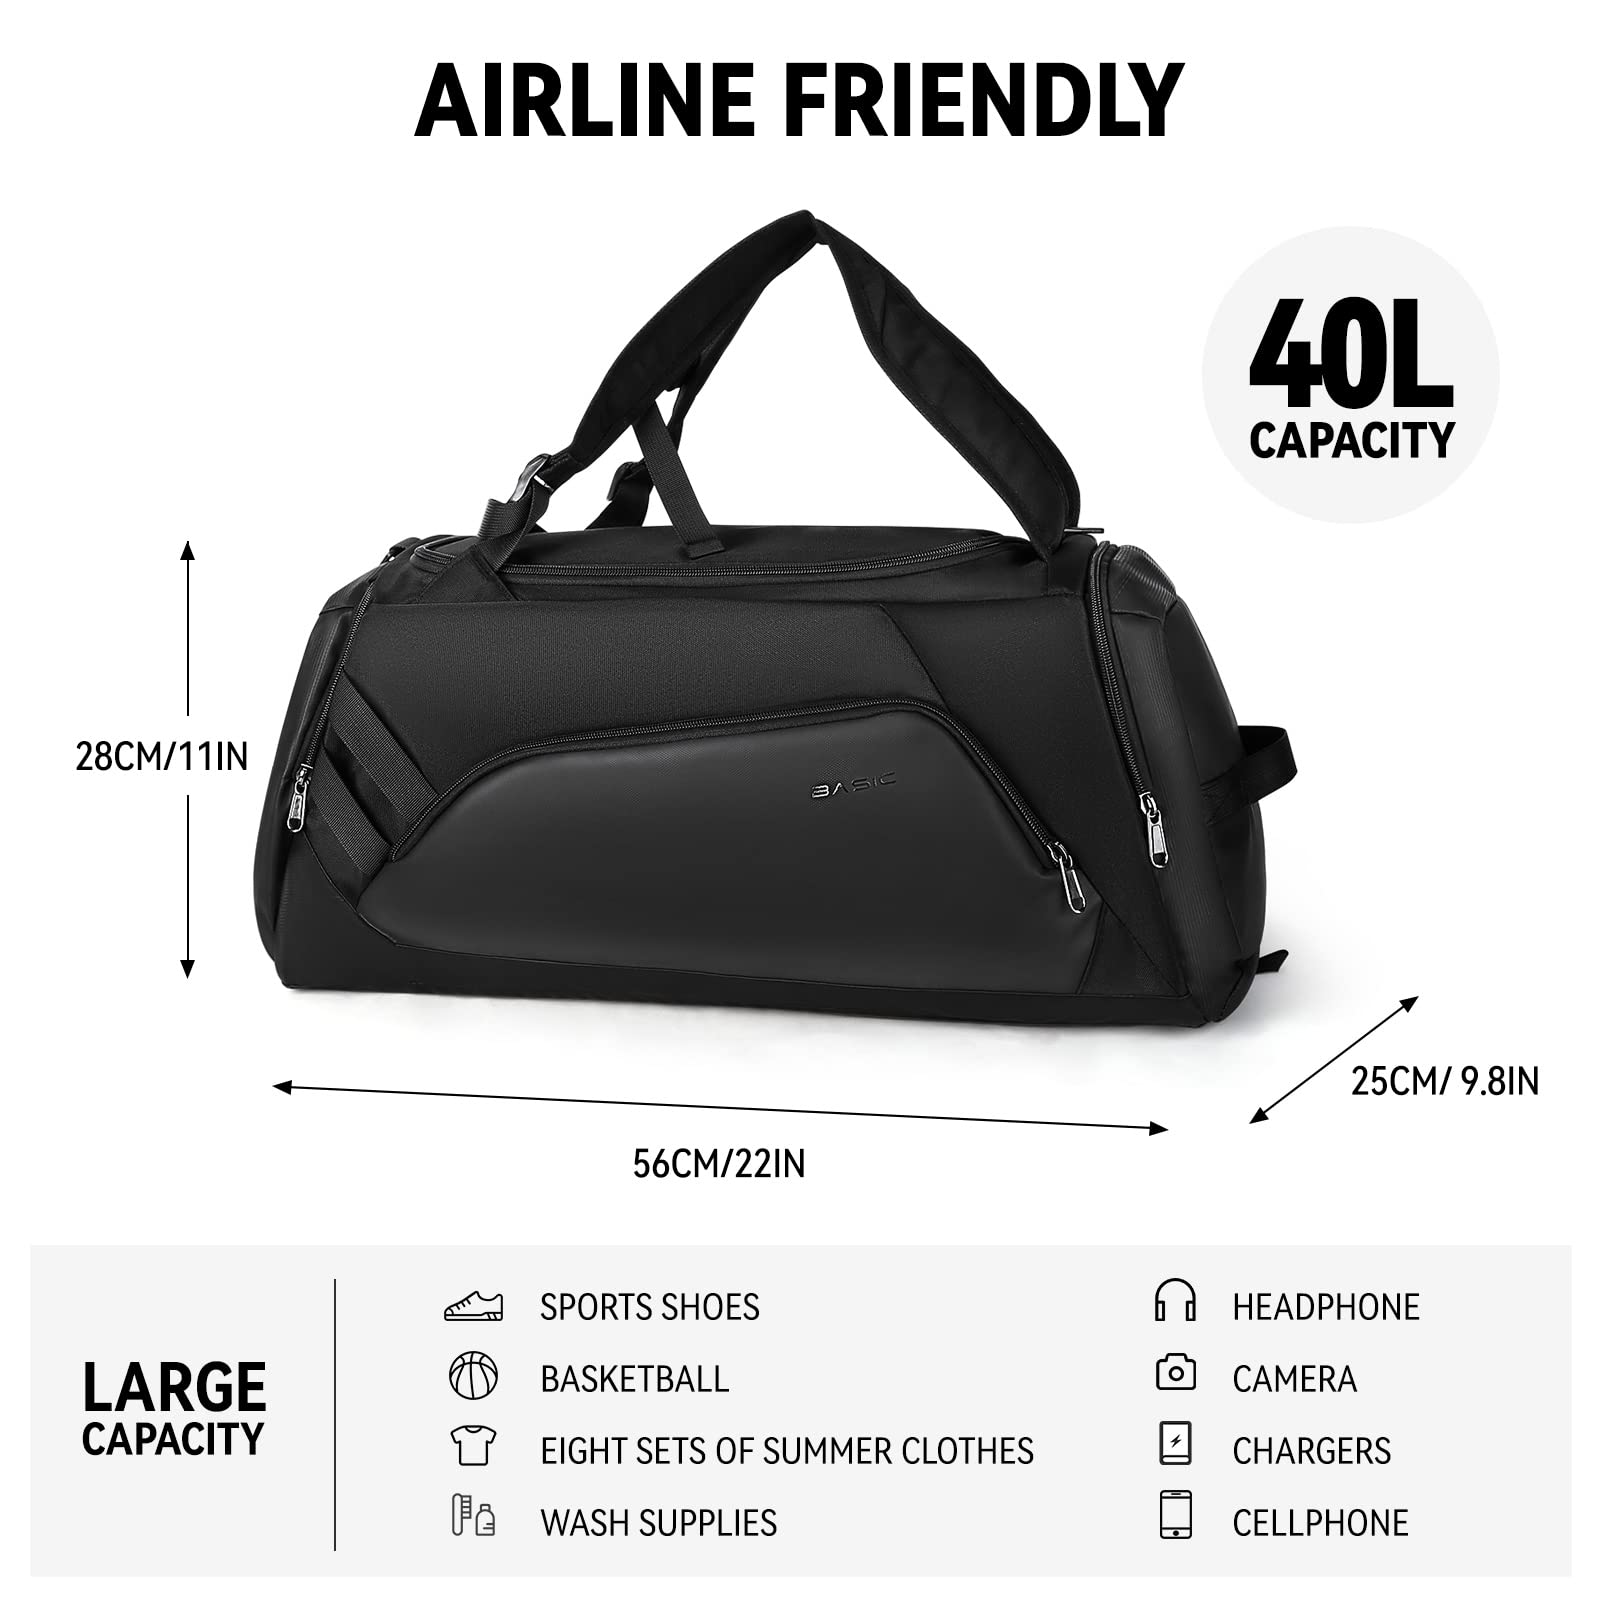 AIRLINE FRIENDLY
40L
CAPACITY
28CM/11IN
BASIC
25CM/ 9.8IN
56CM/22IN
LARGE
CAPACITY
SPORTS SHOES
BASKETBALL
EIGHT SETS OF SUMMER CLOTHES
WASH SUPPLIES
HEADPHONE
CAMERA
CHARGERS
CELLPHONE